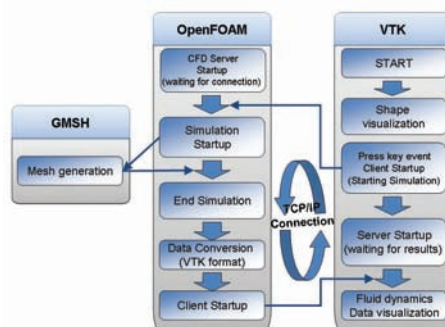 OpenFOAM
VTK
CFD Server
Startup
(waiting for connection)
START
Shape
visualization
GMSH
Simulation
Startup
Mesh generation
Press key event
Client Startup
(Starting Simulation)
End Simulation
TCP/IP
Connection
Server Startup
(waiting for results)
Data Conversion
(VTK format)
Client Startup
Fluid dynamics
Data visualization